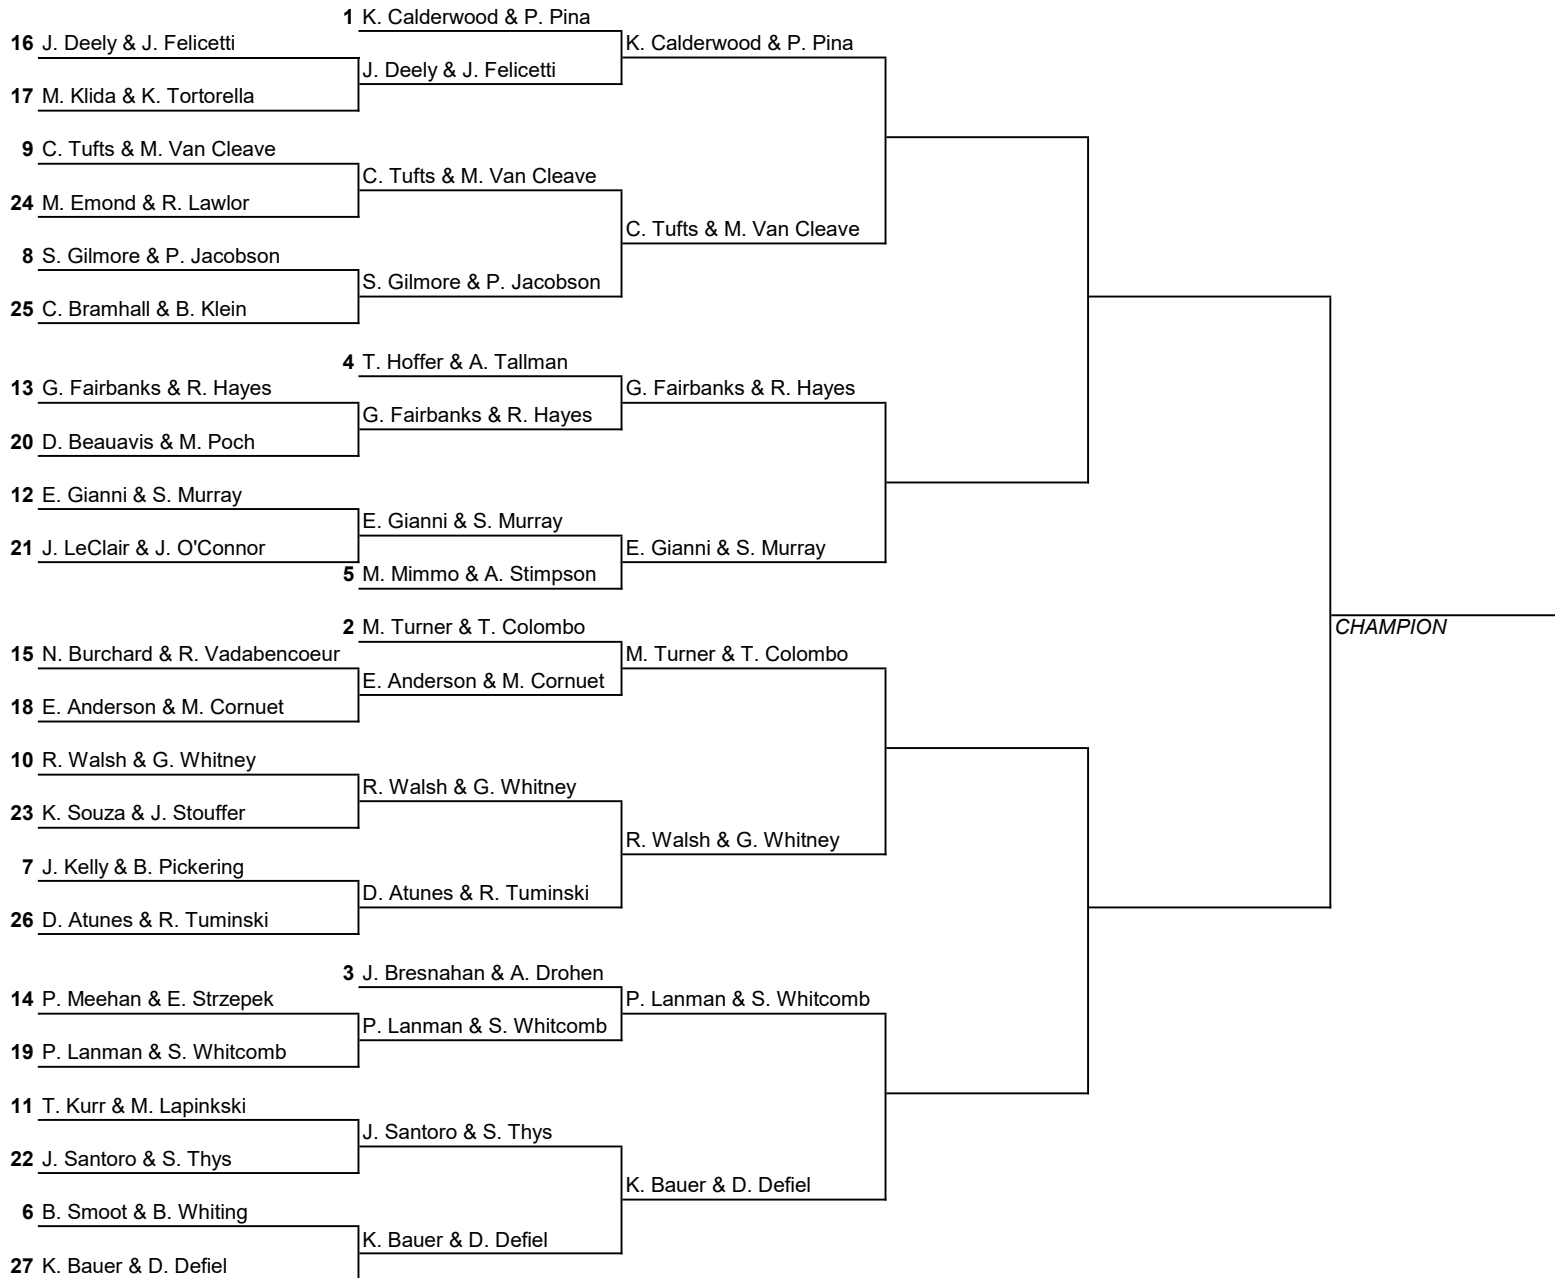 1 K. Calderwood & P. Pina
16 J. Deely & J. Felicetti
K. Calderwood & P. Pina
J. Deely & J. Felicetti
17 M. Klida & K. Tortorella
9 C. Tufts & M. Van Cleave
C. Tufts & M. Van Cleave
24 M. Emond & R. Lawlor
C. Tufts & M. Van Cleave
8 S. Gilmore & P. Jacobson
S. Gilmore & P. Jacobson
25 C. Bramhall & B. Klein
4 T. Hoffer & A. Tallman
13 G. Fairbanks & R. Hayes
G. Fairbanks & R. Hayes
G. Fairbanks & R. Hayes
20 D. Beauavis & M. Poch
12 E. Gianni & S. Murray
E. Gianni & S. Murray
21 J. LeClair & J. O'Connor
E. Gianni & S. Murray
5 M. Mimmo & A. Stimpson
2 M. Turner & T. Colombo
CHAMPION
15 N. Burchard & R. Vadabencoeur
M. Turner & T. Colombo
E. Anderson & M. Cornuet
18 E. Anderson & M. Cornuet
10 R. Walsh & G. Whitney
R. Walsh & G. Whitney
23 K. Souza & J. Stouffer
R. Walsh & G. Whitney
7 J. Kelly & B. Pickering
D. Atunes & R. Tuminski
26 D. Atunes & R. Tuminski
3 J. Bresnahan & A. Drohen
14 P. Meehan & E. Strzepek
P. Lanman & S. Whitcomb
P. Lanman & S. Whitcomb
19 P. Lanman & S. Whitcomb
11 T. Kurr & M. Lapinkski
J. Santoro & S. Thys
22 J. Santoro & S. Thys
K. Bauer & D. Defiel
6 B. Smoot & B. Whiting
K. Bauer & D. Defiel
27 K. Bauer & D. Defiel